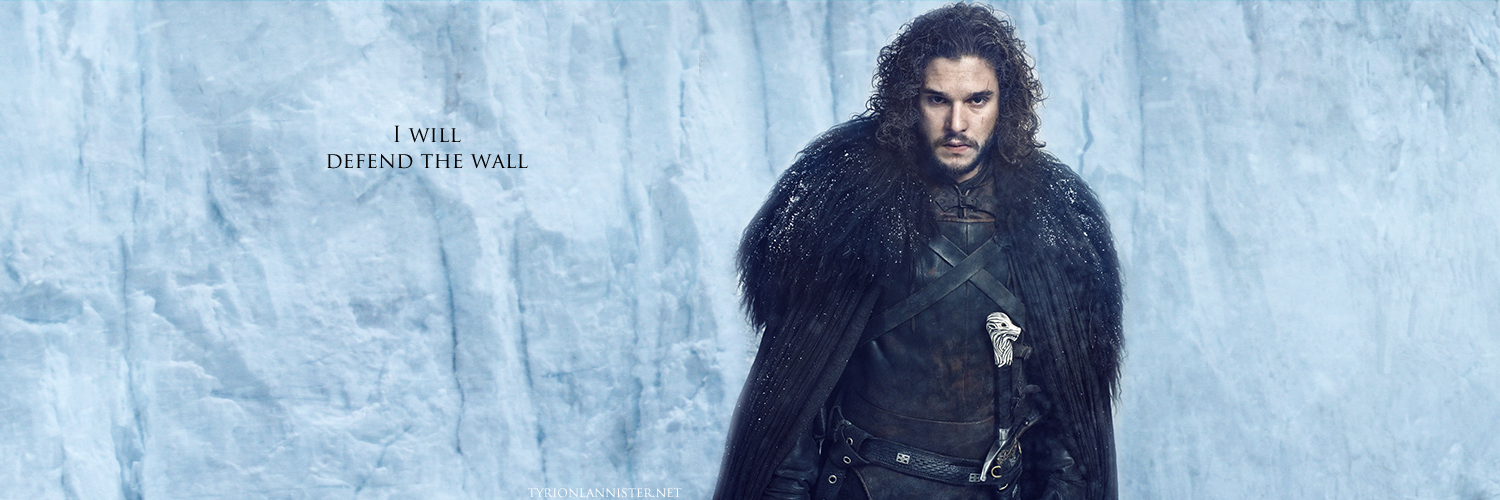 I will
defend the wall
TYRIONLANNISTER.NET